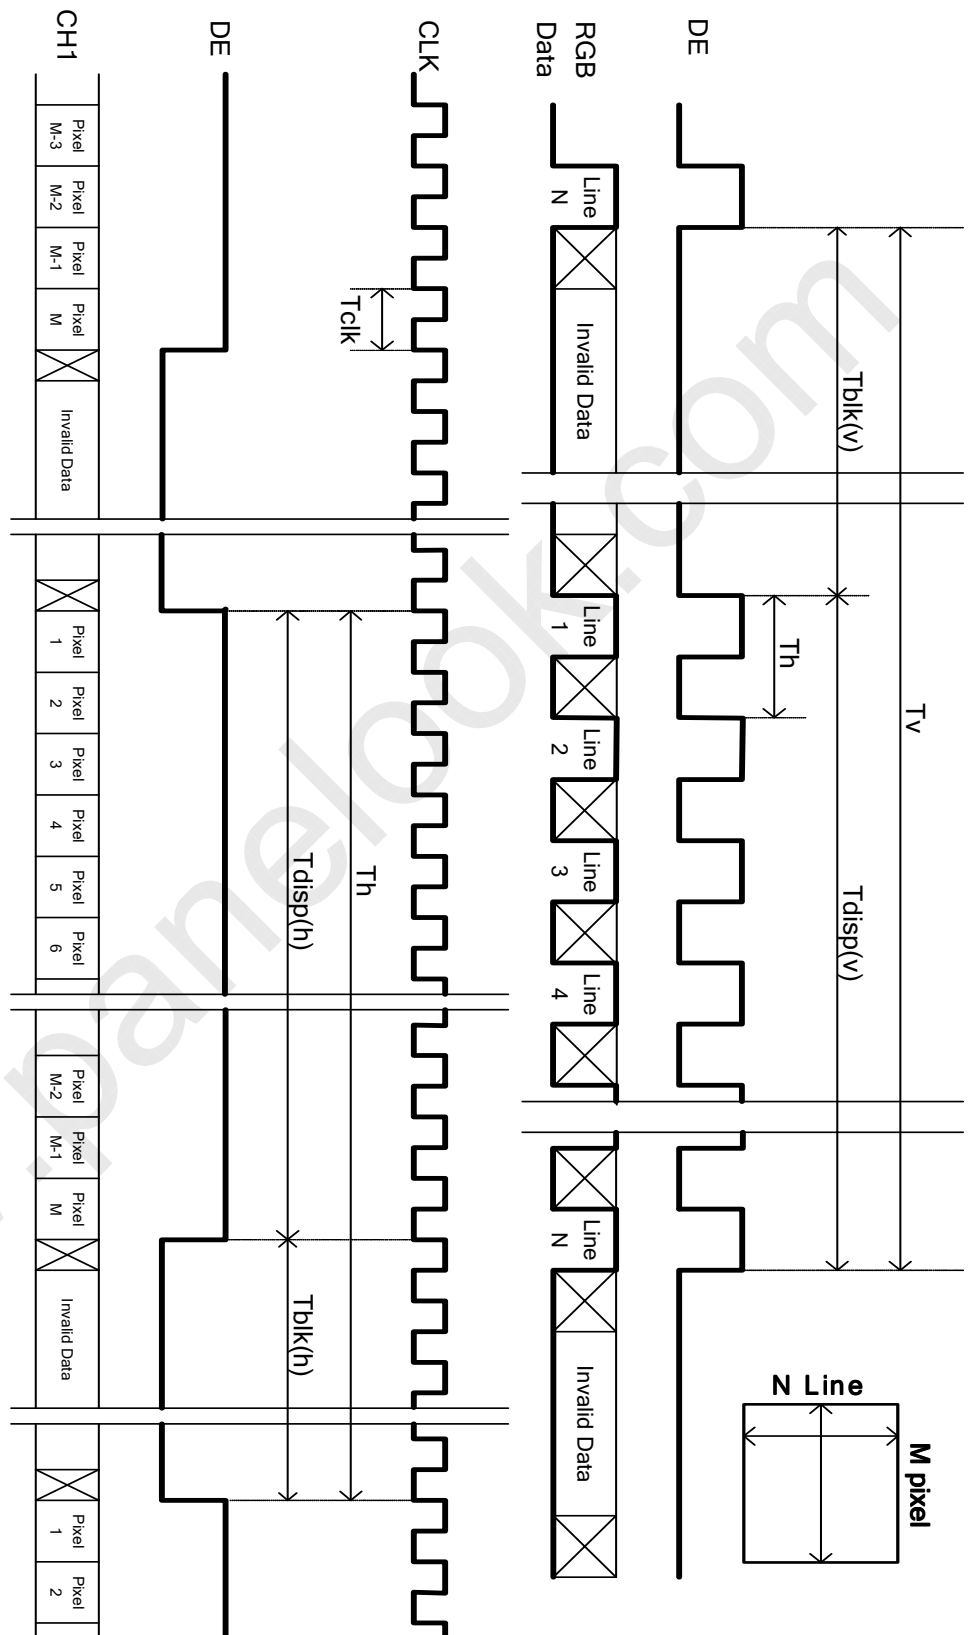 Tv
Tblk(v)
Tdisp(v)
Th
DE
RGB
Data
Line
N
Invalid Data
Line
1
Line
2
Line
3
Line
4
Line
N
Invalid Data
M pixel
N Line
CLK
Tclk
Th
Tdisp(h)
Tblk(h)
DE
CH1
Pixel
M-3
Pixel
M-2
Pixel
M-1
Pixel
M
Invalid Data
Pixel
1
Pixel
2
Pixel
3
Pixel
4
Pixel
5
Pixel
6
Pixel
M-2
Pixel
M-1
Pixel
M
Invalid Data
Pixel
1
Pixel
2
.panelook.com